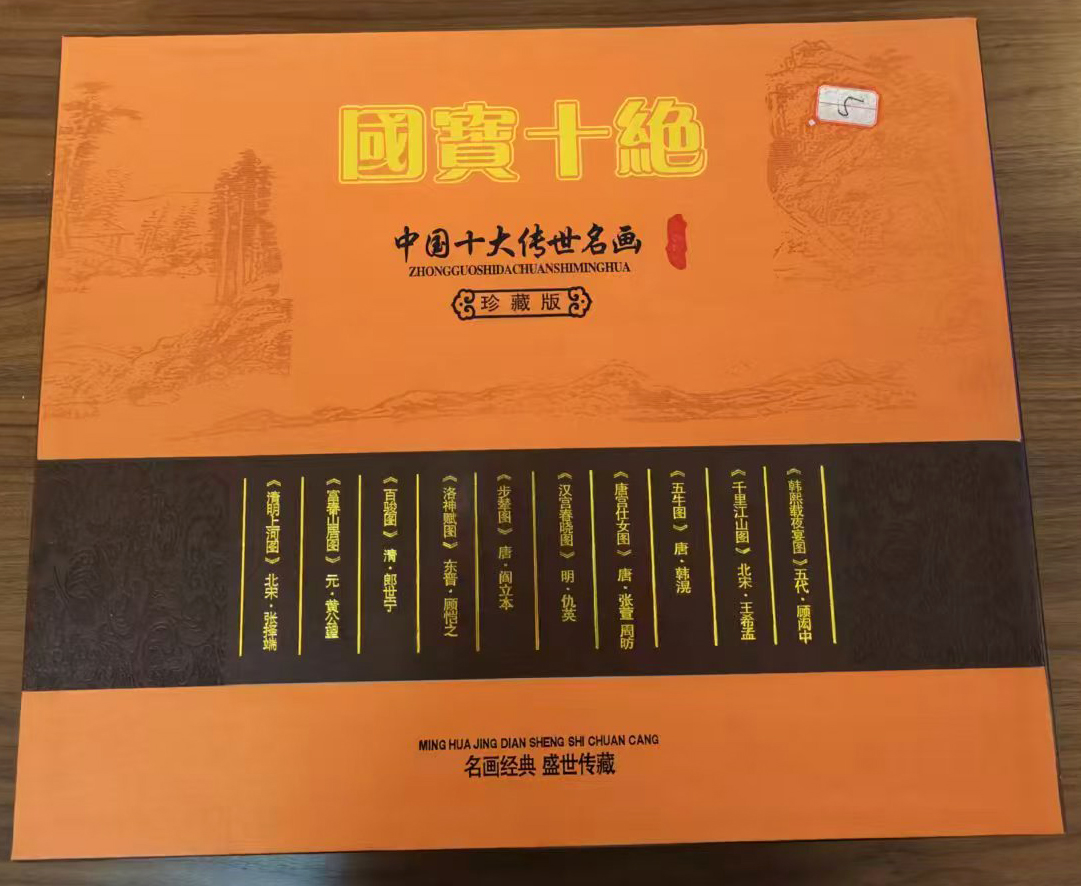 國寳十絶
中国十大传世名画
ZHONGGUOSHIDACHUANSHIMINGHUA
珍藏版
《韩熙载夜宴图》五代·顾闳中
《千里江山图》北宋·王希孟
《五牛图》唐·韩滉
《唐宫仕女图》唐·张萱 周昉
《汉宫春晓图》明·仇英
《步辇图》唐·阎立本
《洛神赋图》东晋·顾恺之
《百骏图》清·郎世宁
《富春山居图》元·黄公望
《清明上河图》北宋·张择端
MING HUA JING DIAN SHENG SHI CHUAN CANG
名画经典 盛世传藏